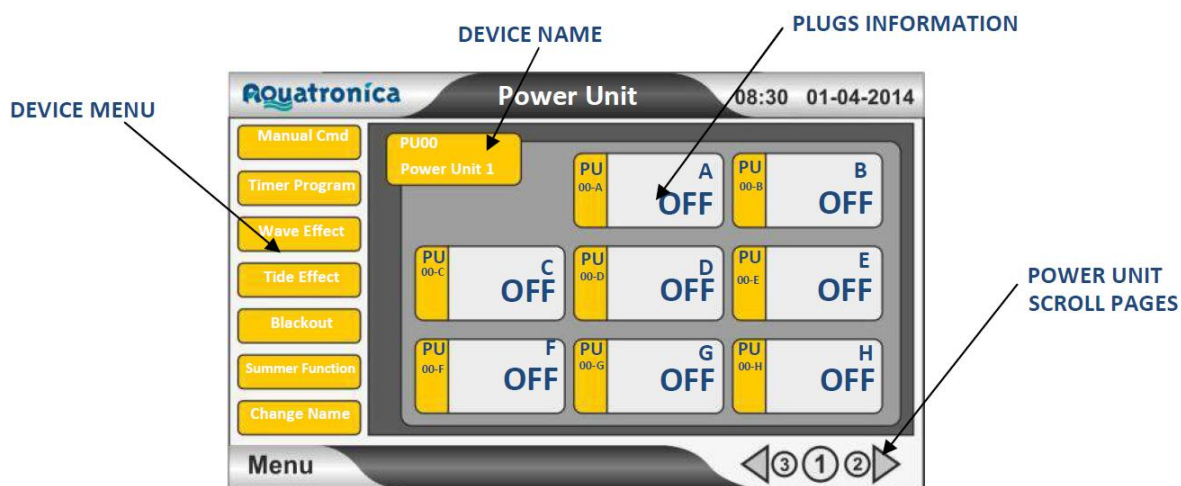 DEVICE NAME
PLUGS INFORMATION
DEVICE MENU
Aquatronica
Power Unit
08:30 01-04-2014
Manual Cmd
Timer Program
Wave Effect
Tide Effect
Blackout
Summer Function
Change Name
PU00
Power Unit 1
PU
00-A
A
OFF
PU
00-B
B
OFF
PU
00-C
C
OFF
PU
00-D
D
OFF
PU
00-E
E
OFF
PU
00-F
F
OFF
PU
00-G
G
OFF
PU
00-H
H
OFF
POWER UNIT
SCROLL PAGES
Menu
3 1 2